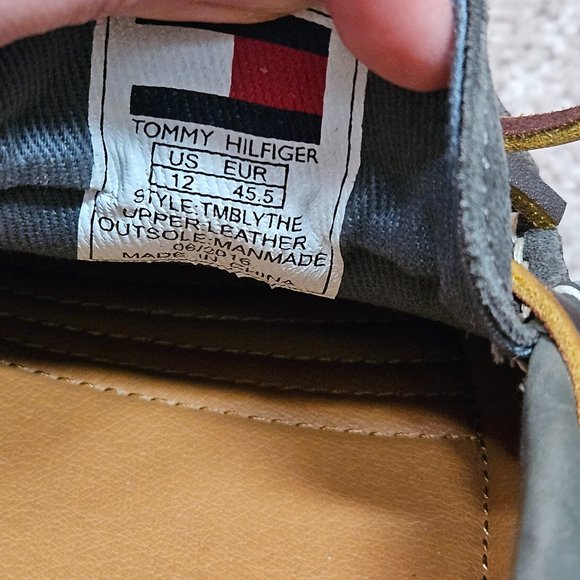 TOMMY HILFIGER
US EUR
12 45.5
STYLE:TMBLYTHE
UPPER:LEATHER
OUTSOLE:MANMADE
06/2016
MADE IN CHINA